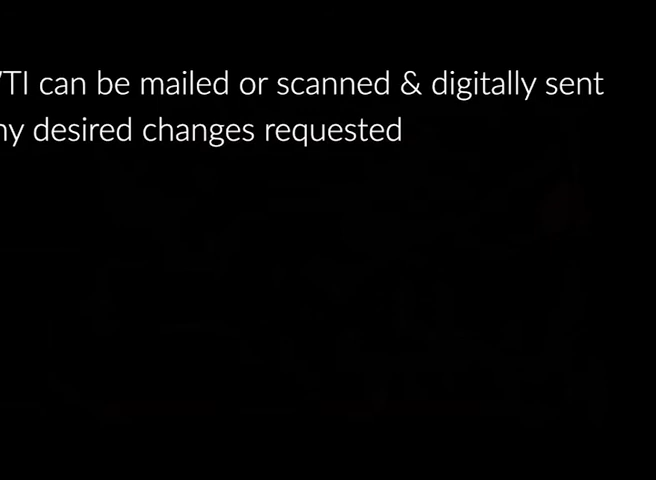 TI can be mailed or scanned & digitally sent
ny desired changes requested